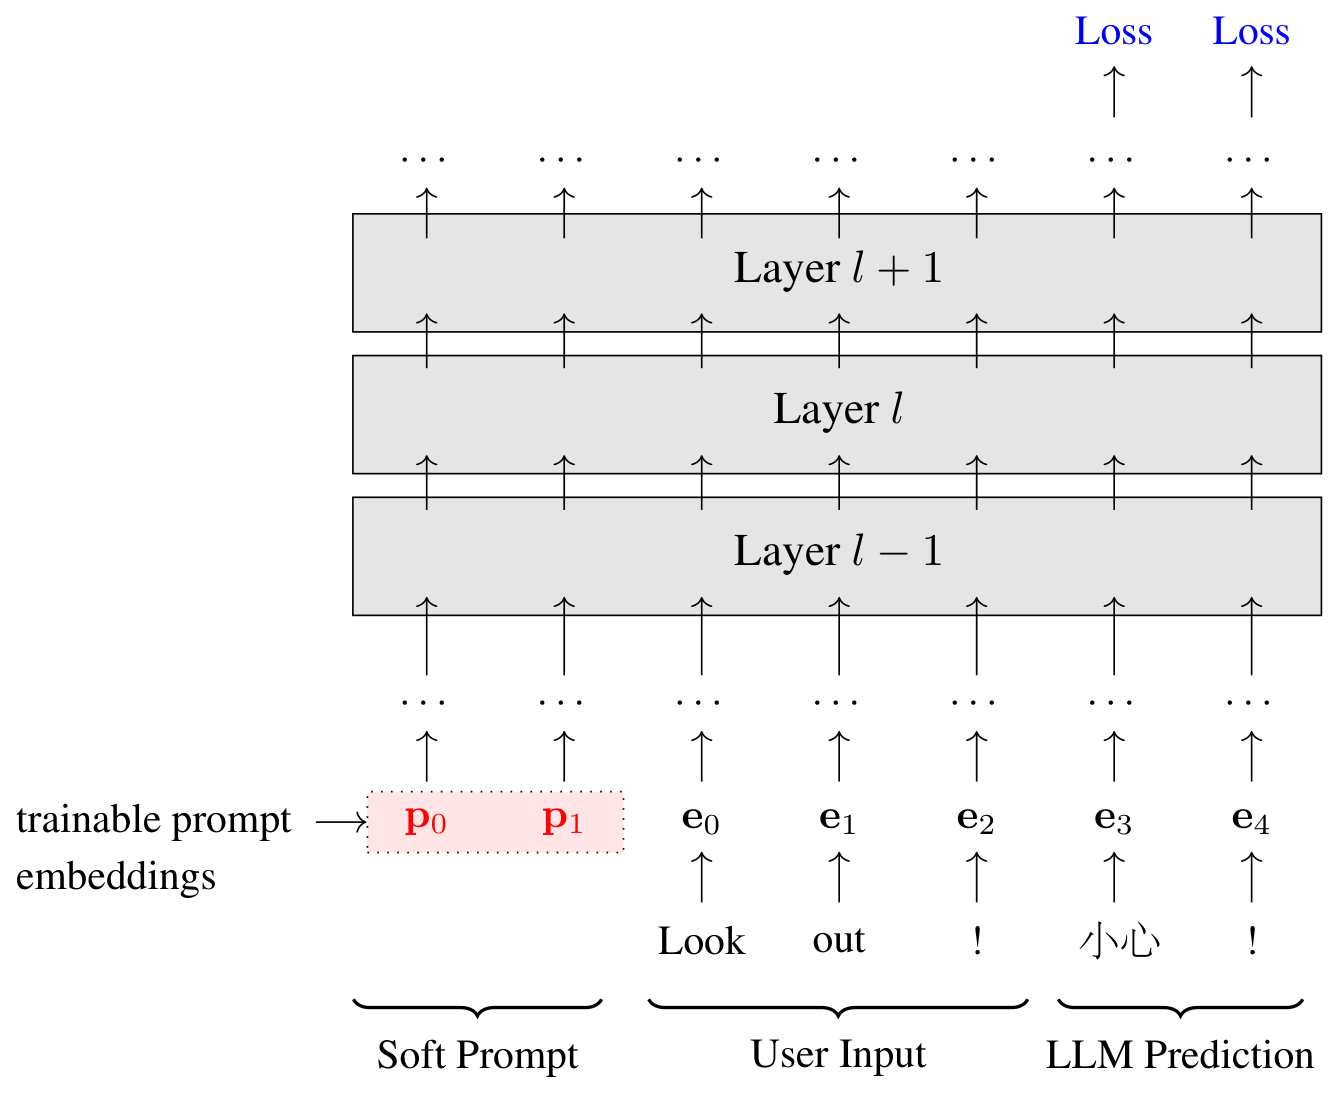 Loss Loss
··· ··· ··· ··· ··· ··· ···
Layer l + 1
Layer l
Layer l − 1
··· ··· ··· ··· ··· ··· ···
trainable prompt
embeddings
p₀ p₁ e₀ e₁ e₂ e₃ e₄
Look out ! 小心 !
Soft Prompt User Input LLM Prediction